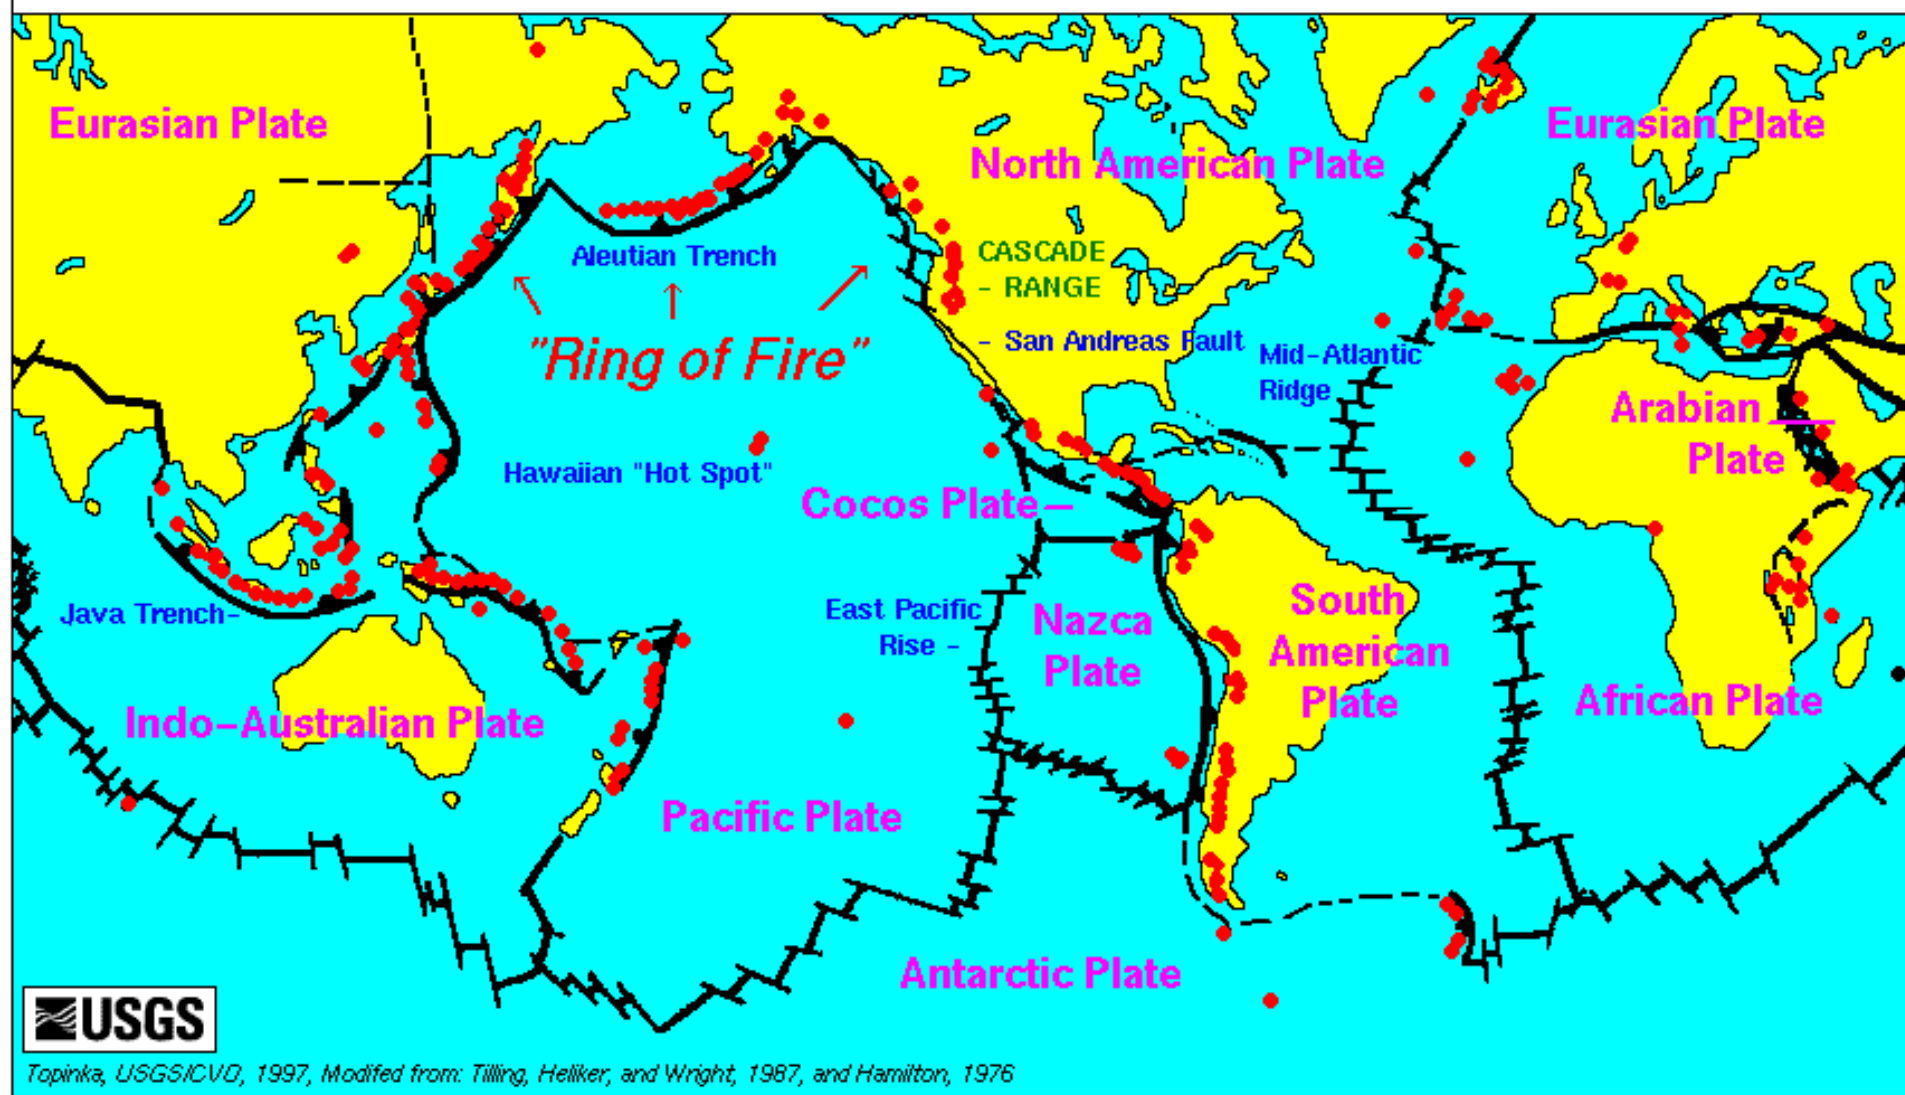 Eurasian Plate
Eurasian Plate
North American Plate
Aleutian Trench
CASCADE
- RANGE
"Ring of Fire"
- San Andreas Fault
Mid-Atlantic
Ridge
Arabian
Plate
Hawaiian "Hot Spot"
Cocos Plate—
Java Trench-
East Pacific
Rise -
Nazca
Plate
South
American
Plate
Indo-Australian Plate
African Plate
Pacific Plate
Antarctic Plate
USGS
Topinka, USGS/CVO, 1997, Modifed from: Tilling, Heliker, and Wright, 1987, and Hamilton, 1976